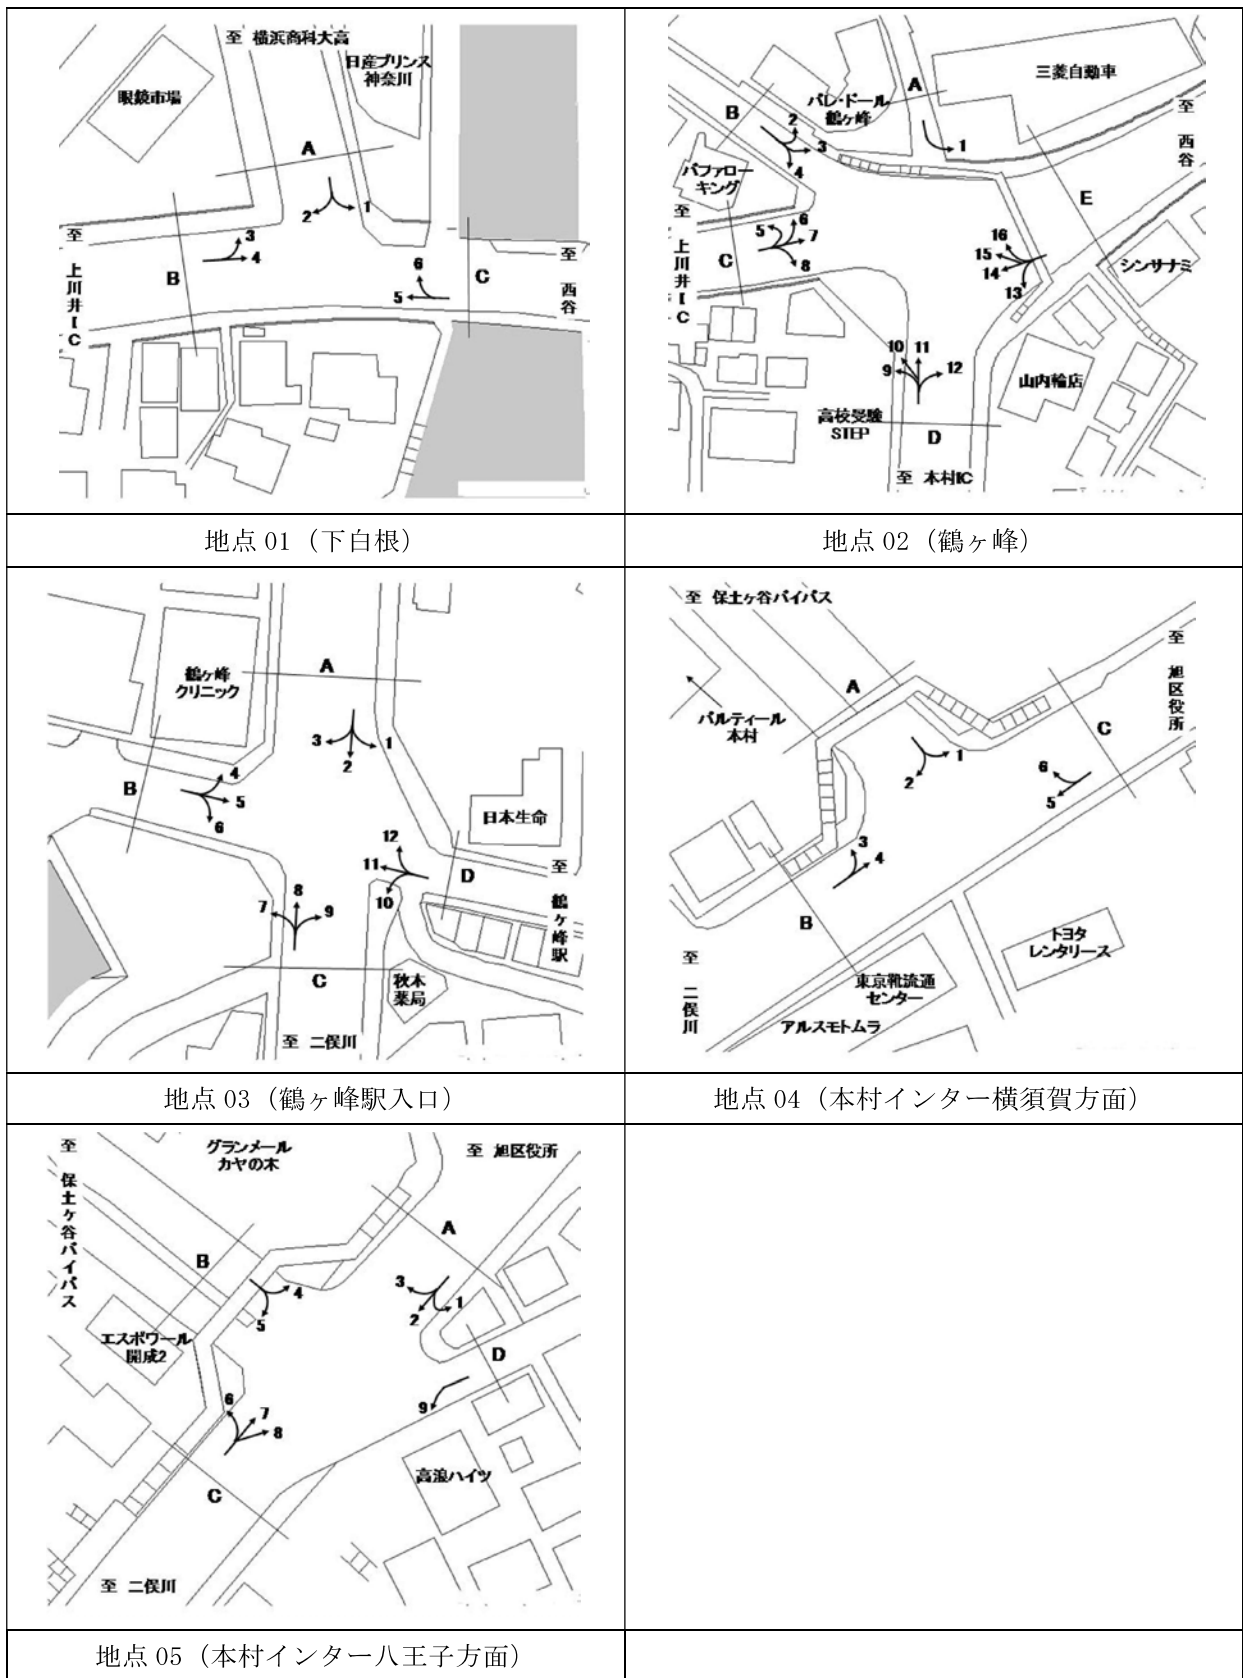 至 横浜商科大高
日産プリンス
神奈川
眼鏡市場
A
1
2
至 上川井IC
3
4
B
6
5
C
至 西谷
地点 01（下白根）
三菱自動車
A
パレ・ドール
鶴ヶ峰
B
2
3
4
1
至 西谷
バファロー
キング
E
至 上川井IC
C
5
6
7
8
16
15
14
13
シンサナミ
10
11
9
12
山内輪店
高校受験
STEP
D
至 本村IC
地点 02（鶴ヶ峰）
A
鶴ヶ峰
クリニック
3
1
2
B
4
5
6
日本生命
12
11
10
D
至 鶴ヶ峰駅
8
7
9
C
秋本
薬局
至 二俣川
地点 03（鶴ヶ峰駅入口）
至 保土ヶ谷バイパス
至 旭区役所
A
パルティール
本村
C
1
2
6
5
3
4
B
トヨタ
レンタリース
至 二俣川
東京靴流通
センター
アルスモトムラ
地点 04（本村インター横須賀方面）
至 保土ヶ谷バイパス
グランメール
カヤの木
至 旭区役所
A
B
3
4
1
2
5
エスポワール
開成2
D
6
7
8
9
高浪ハイツ
C
至 二俣川
地点 05（本村インター八王子方面）